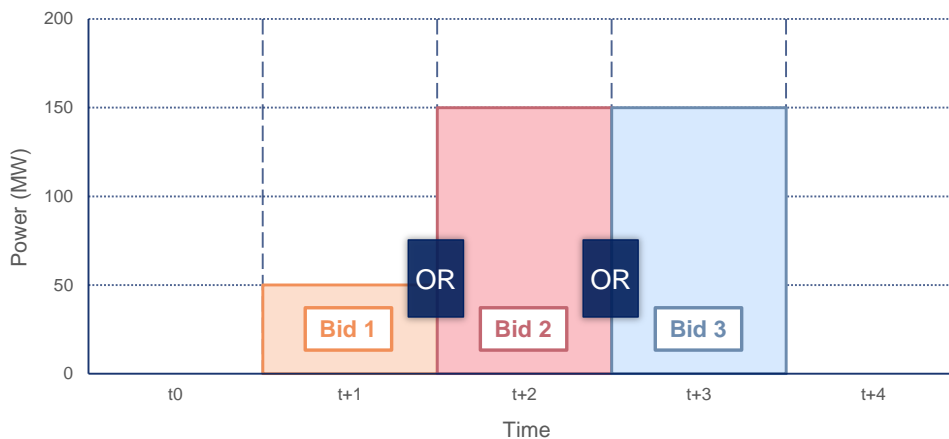 200
150
100
50
0
Power (MW)
OR
OR
Bid 1
Bid 2
Bid 3
t0
t+1
t+2
t+3
t+4
Time